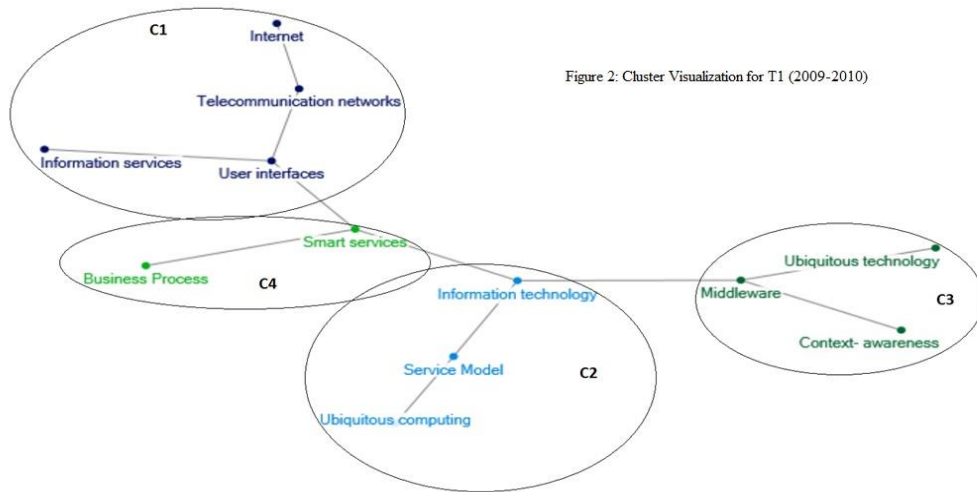 C1
Internet
Figure 2: Cluster Visualization for T1 (2009-2010)
Telecommunication networks
Information services
User interfaces
Smart services
Business Process
C4
Ubiquitous technology
Information technology
Middleware
C3
Context- awareness
Service Model
C2
Ubiquitous computing